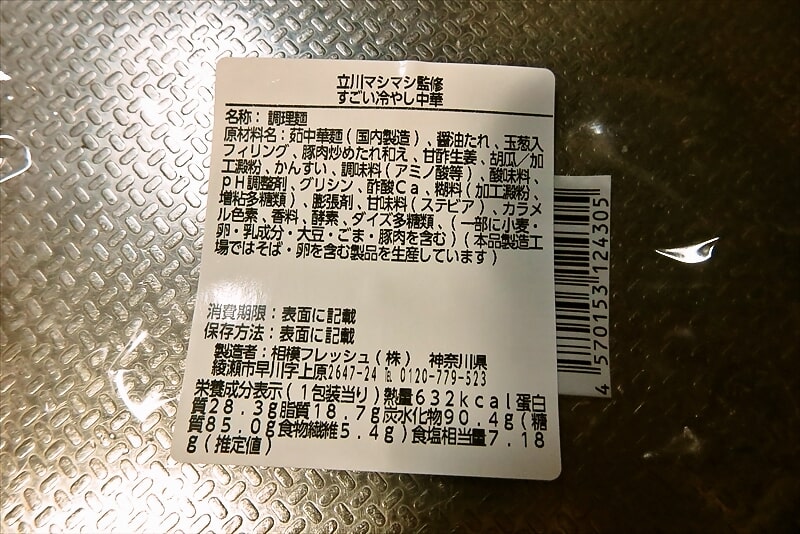 立川マシマシ監修
すごい冷やし中華
名称：調理麺
原材料名：茹中華麺(国内製造)、醤油たれ、玉葱入
フィリング、豚肉炒めたれ和え、甘酢生姜、胡瓜／加
工澱粉、かんすい、調味料(アミノ酸等)、酸味料、
pH調整剤、グリシン、酢酸Ca、糊料(加工澱粉、
増粘多糖類)、膨張剤、甘味料(ステビア)、カラメ
ル色素、香料、酵素、ダイズ多糖類、(一部に小麦・
卵・乳成分・大豆・ごま・豚肉を含む)(本品製造工
場ではそば・卵を含む製品を生産しています)
消費期限：表面に記載
保存方法：表面に記載
製造者：相模フレッシュ(株) 神奈川県
綾瀬市早川字上原2647-24 ℡ 0120-779-523
栄養成分表示(1包装当り)熱量632kcal蛋白
質28.3g脂質18.7g炭水化物90.4g(糖
質85.0g食物繊維5.4g)食塩相当量7.18
g(推定値)
4 570153 124305